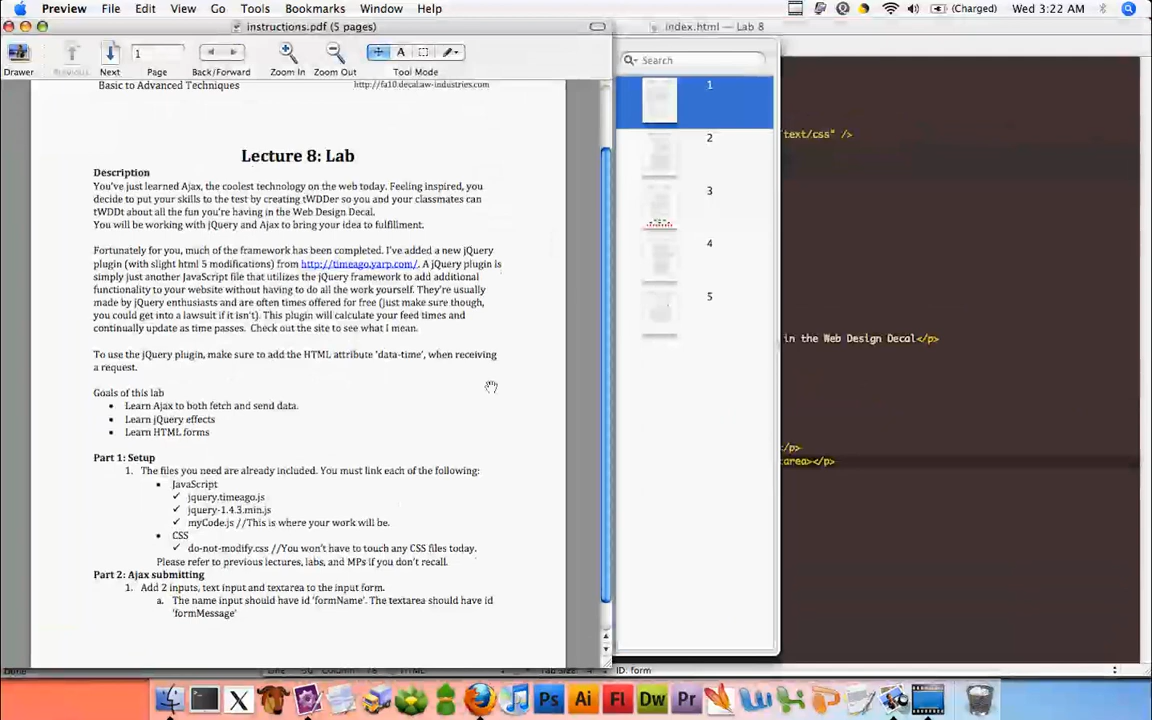 Preview File Edit View Go Tools Bookmarks Window Help (Charged) Wed 3:22 AM
instructions.pdf (5 pages)
index.html — Lab 8
1
A
Search
Drawer Previous Next Page Back/Forward Zoom In Zoom Out Tool Mode
Basic to Advanced Techniques http://fa10.decal.aw-industries.com
1
2
3
4
5
Lecture 8: Lab
Description
You've just learned Ajax, the coolest technology on the web today. Feeling inspired, you
decide to put your skills to the test by creating tWDDer so you and your classmates can
tWDDt about all the fun you're having in the Web Design Decal.
You will be working with jQuery and Ajax to bring your idea to fulfillment.
Fortunately for you, much of the framework has been completed. I've added a new jQuery
plugin (with slight html 5 modifications) from http://timeago.yarp.com/. A jQuery plugin is
simply just another JavaScript file that utilizes the jQuery framework to add additional
functionality to your website without having to do all the work yourself. They're usually
made by jQuery enthusiasts and are often times offered for free (just make sure though,
you could get into a lawsuit if it isn't). This plugin will calculate your feed times and
continually update as time passes. Check out the site to see what I mean.
To use the jQuery plugin, make sure to add the HTML attribute 'data-time', when receiving
a request.
Goals of this lab
• Learn Ajax to both fetch and send data.
• Learn jQuery effects
• Learn HTML forms
Part 1: Setup
1. The files you need are already included. You must link each of the following:
• JavaScript
✓ jquery.timeago.js
✓ jquery-1.4.3.min.js
✓ myCode.js //This is where your work will be.
• CSS
✓ do-not-modify.css //You won't have to touch any CSS files today.
Please refer to previous lectures, labs, and MPs if you don't recall.
Part 2: Ajax submitting
1. Add 2 inputs, text input and textarea to the input form.
a. The name input should have id 'formName'. The textarea should have id
'formMessage'
text/css" />
in the Web Design Decal</p>
</p>
area></p>
ID: form
Ps Ai Fl Dw Pr